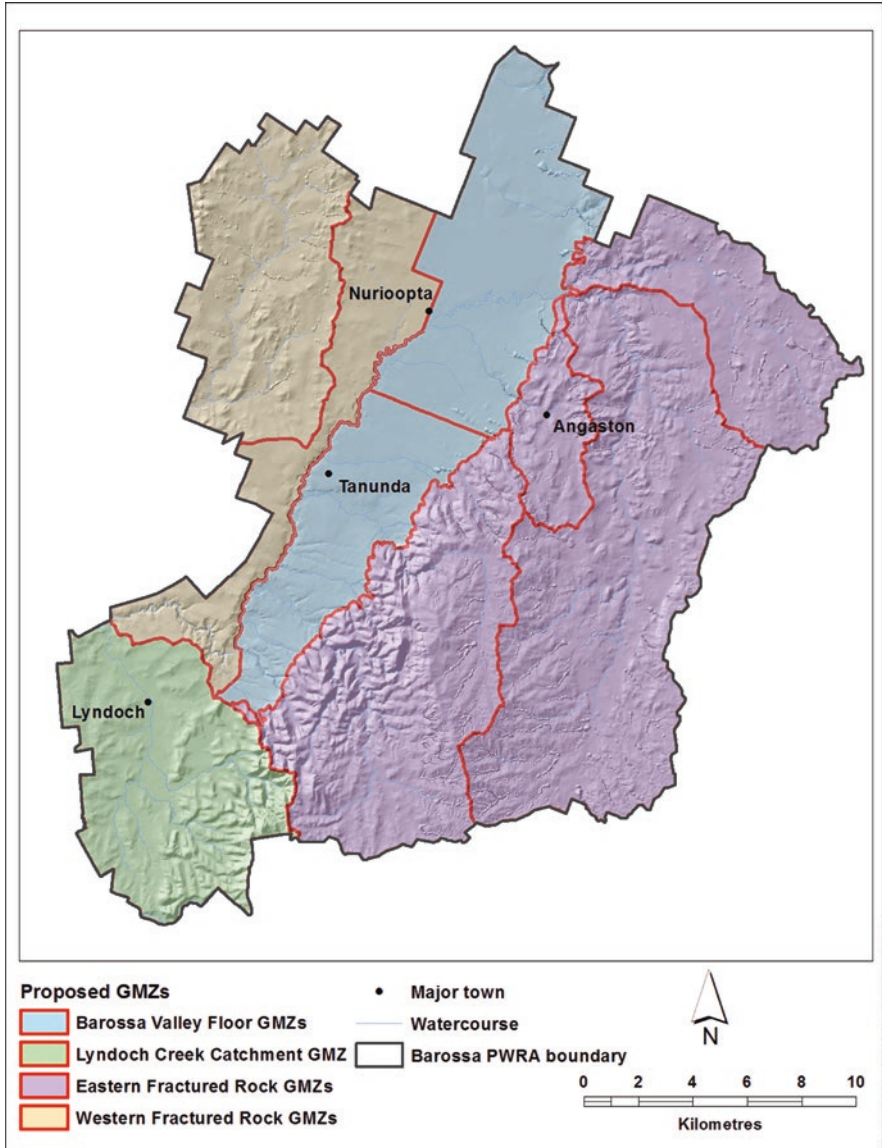 Nurioopta
Angaston
Tanunda
Lyndoch
Proposed GMZs
Barossa Valley Floor GMZs
Lyndoch Creek Catchment GMZ
Eastern Fractured Rock GMZs
Western Fractured Rock GMZs
Major town
Watercourse
Barossa PWRA boundary
N
0 2 4 6 8 10
Kilometres